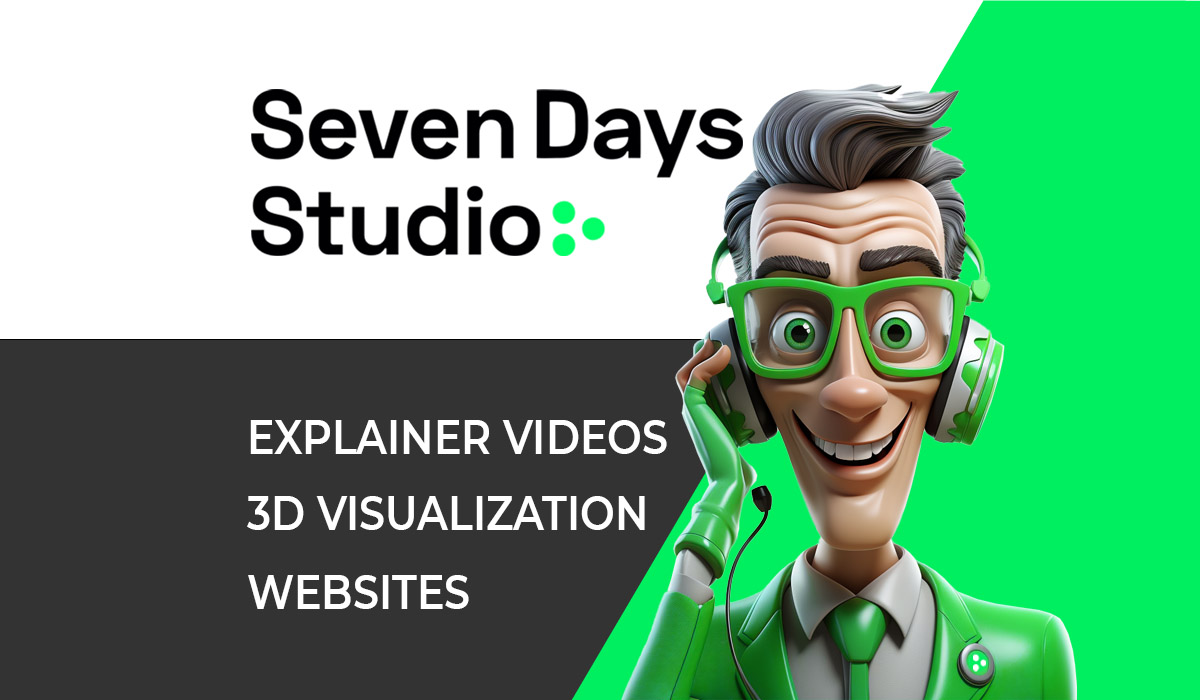 Seven Days
Studio
EXPLAINER VIDEOS
3D VISUALIZATION
WEBSITES